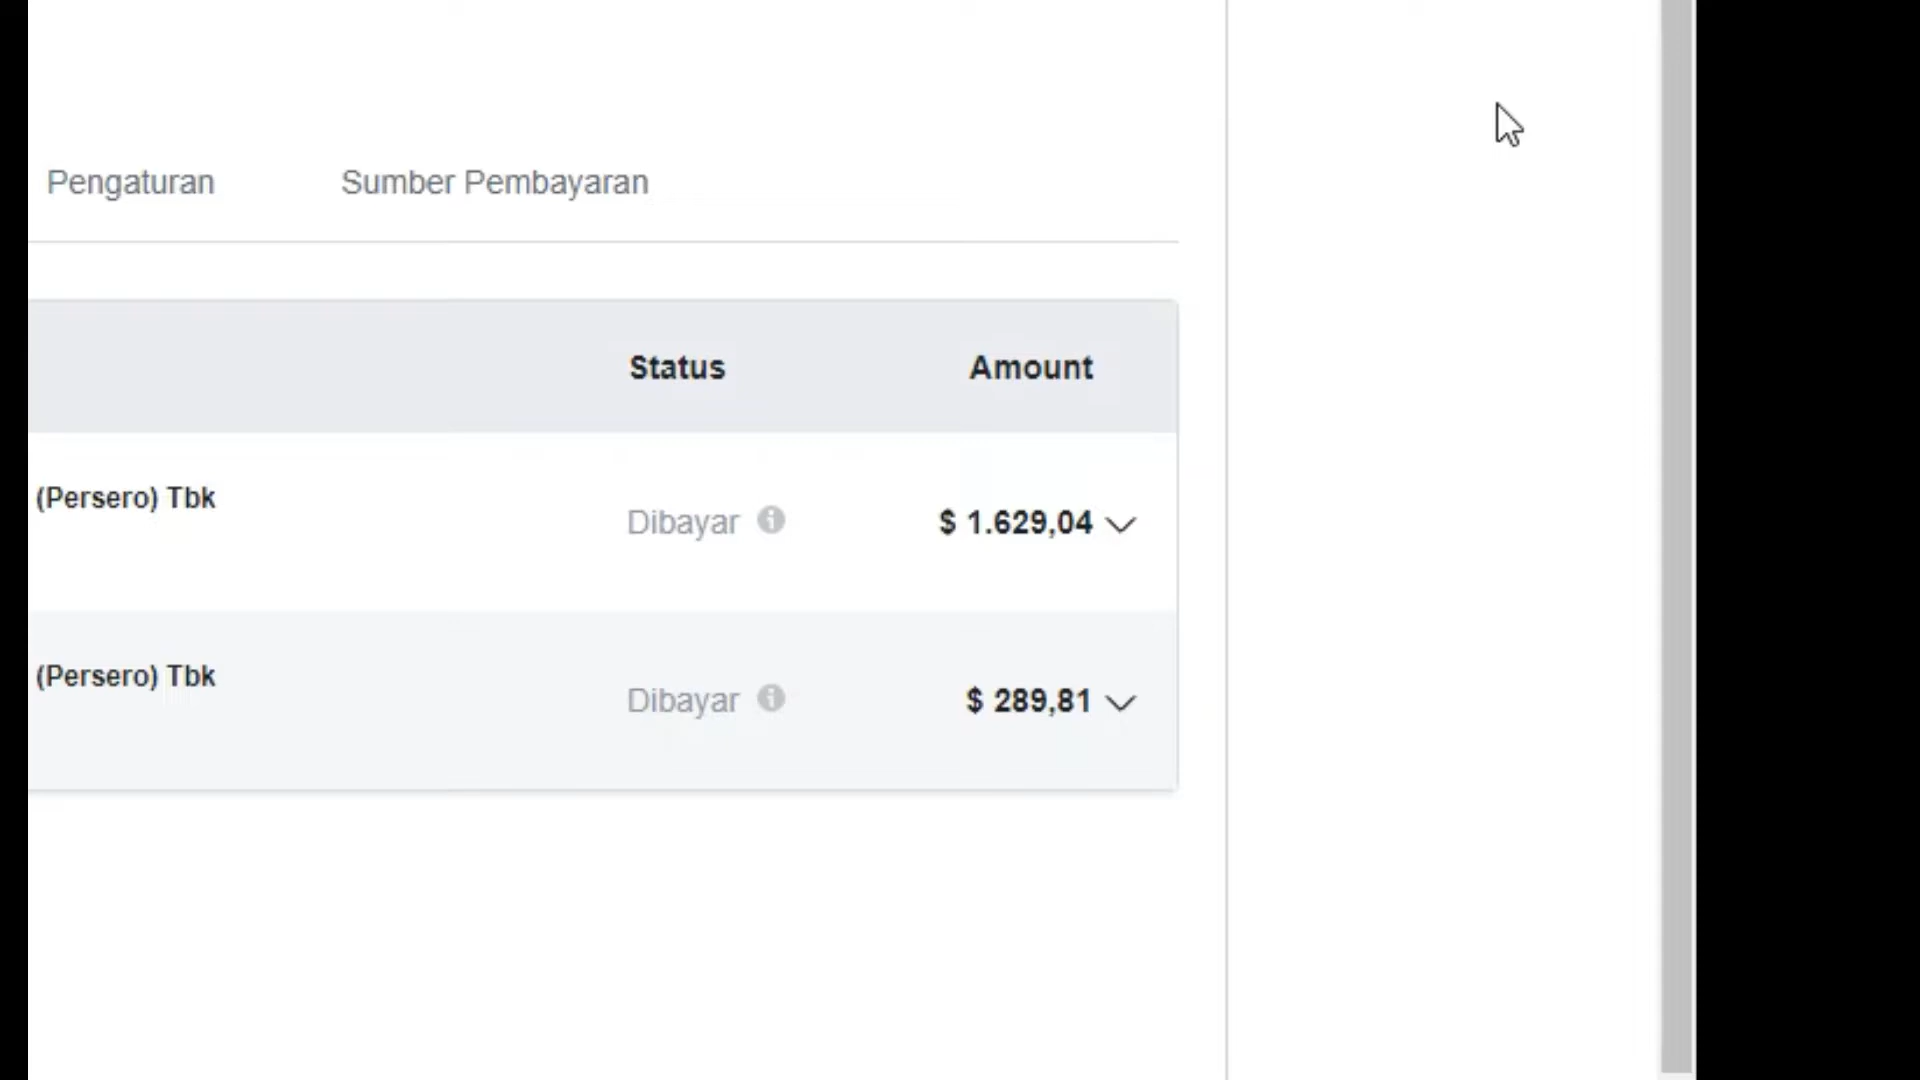 Pengaturan Sumber Pembayaran
Status Amount
(Persero) Tbk
Dibayar $ 1.629,04
(Persero) Tbk
Dibayar $ 289,81